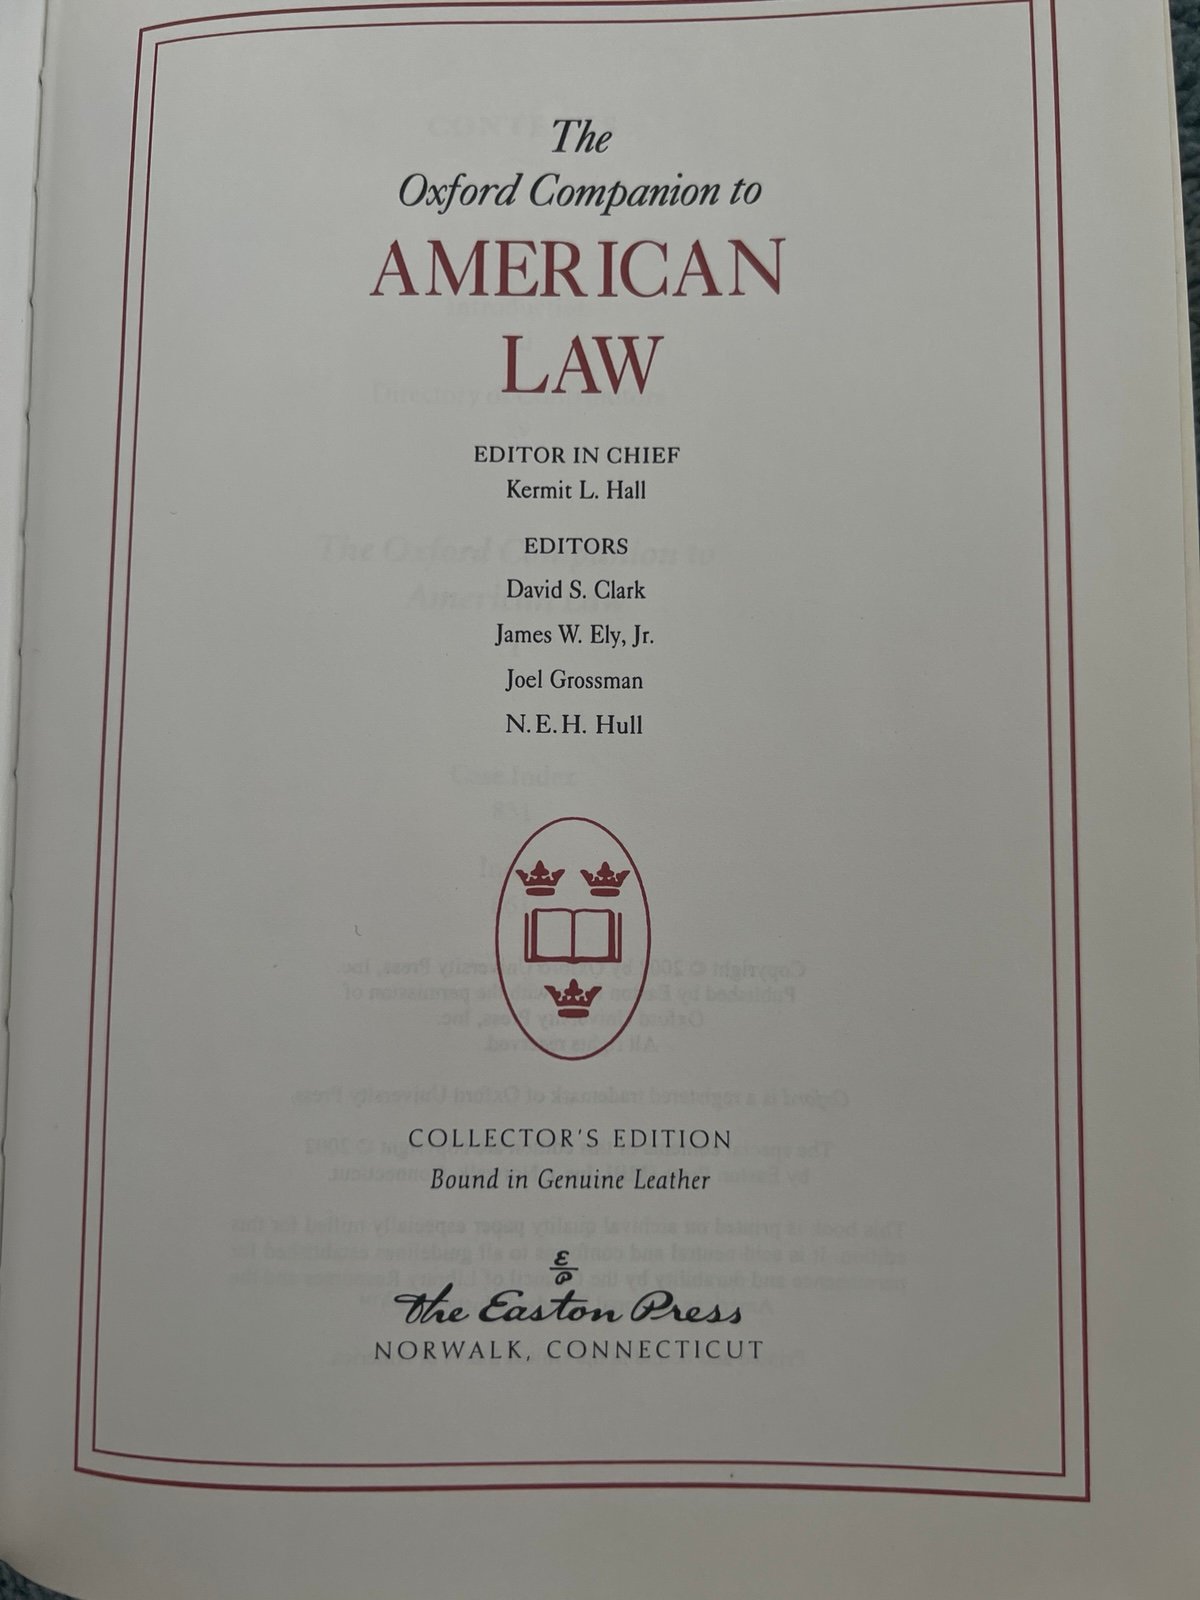 The
Oxford Companion to
AMERICAN
LAW
EDITOR IN CHIEF
Kermit L. Hall
EDITORS
David S. Clark
James W. Ely, Jr.
Joel Grossman
N.E.H. Hull
COLLECTOR'S EDITION
Bound in Genuine Leather
The Easton Press
NORWALK, CONNECTICUT